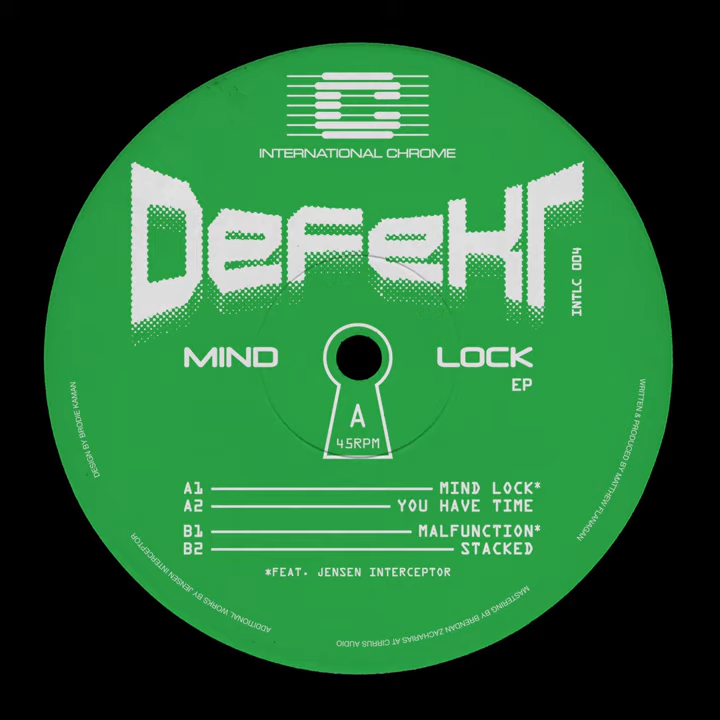 INTERNATIONAL CHROME
DeFeKT
INTLC 004
MIND LOCK
EP
A
45RPM
A1 MIND LOCK*
A2 YOU HAVE TIME
B1 MALFUNCTION*
B2 STACKED
*FEAT. JENSEN INTERCEPTOR
DESIGN BY BRODIE KAMAN
ADDITIONAL WORKS BY JENSEN INTERCEPTOR
MASTERING BY BRENDAN ZACHARIAS AT CIRRUS AUDIO
WRITTEN & PRODUCED BY MATTHEW FLANAGAN